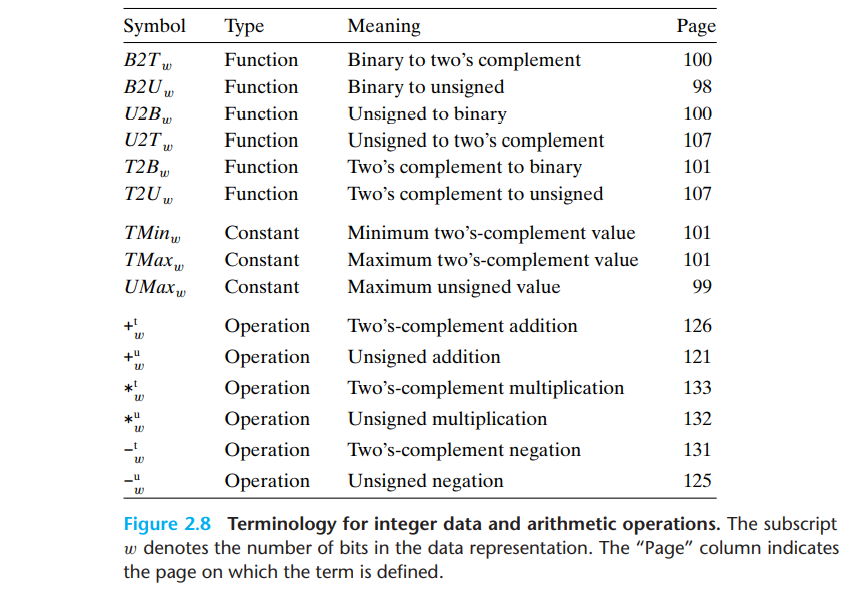 Symbol Type Meaning Page
B2T_w Function Binary to two’s complement 100
B2U_w Function Binary to unsigned 98
U2B_w Function Unsigned to binary 100
U2T_w Function Unsigned to two’s complement 107
T2B_w Function Two’s complement to binary 101
T2U_w Function Two’s complement to unsigned 107
TMin_w Constant Minimum two’s-complement value 101
TMax_w Constant Maximum two’s-complement value 101
UMax_w Constant Maximum unsigned value 99
+^t_w Operation Two’s-complement addition 126
+^u_w Operation Unsigned addition 121
*^t_w Operation Two’s-complement multiplication 133
*^u_w Operation Unsigned multiplication 132
-^t_w Operation Two’s-complement negation 131
-^u_w Operation Unsigned negation 125
Figure 2.8 Terminology for integer data and arithmetic operations. The subscript
w denotes the number of bits in the data representation. The “Page” column indicates
the page on which the term is defined.